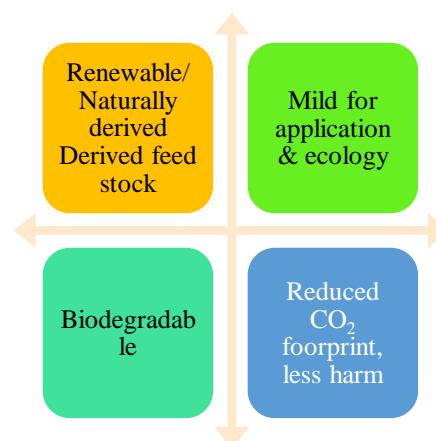 Renewable/
Naturally
derived
Derived feed
stock
Mild for
application
& ecology
Biodegradab
le
Reduced
CO₂
foorprint,
less harm